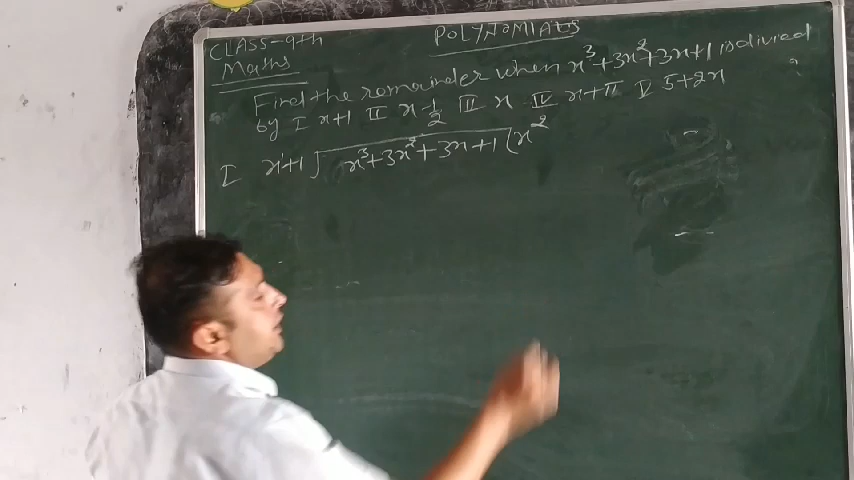 CLASS-9th
POLYNOMIALS
Maths
Find the remainder when x³+3x²+3x+1 is divied
by I x+1 II x-1/2 III x IV x+π V 5+2x ?
I x+1) x³+3x²+3x+1 (x²